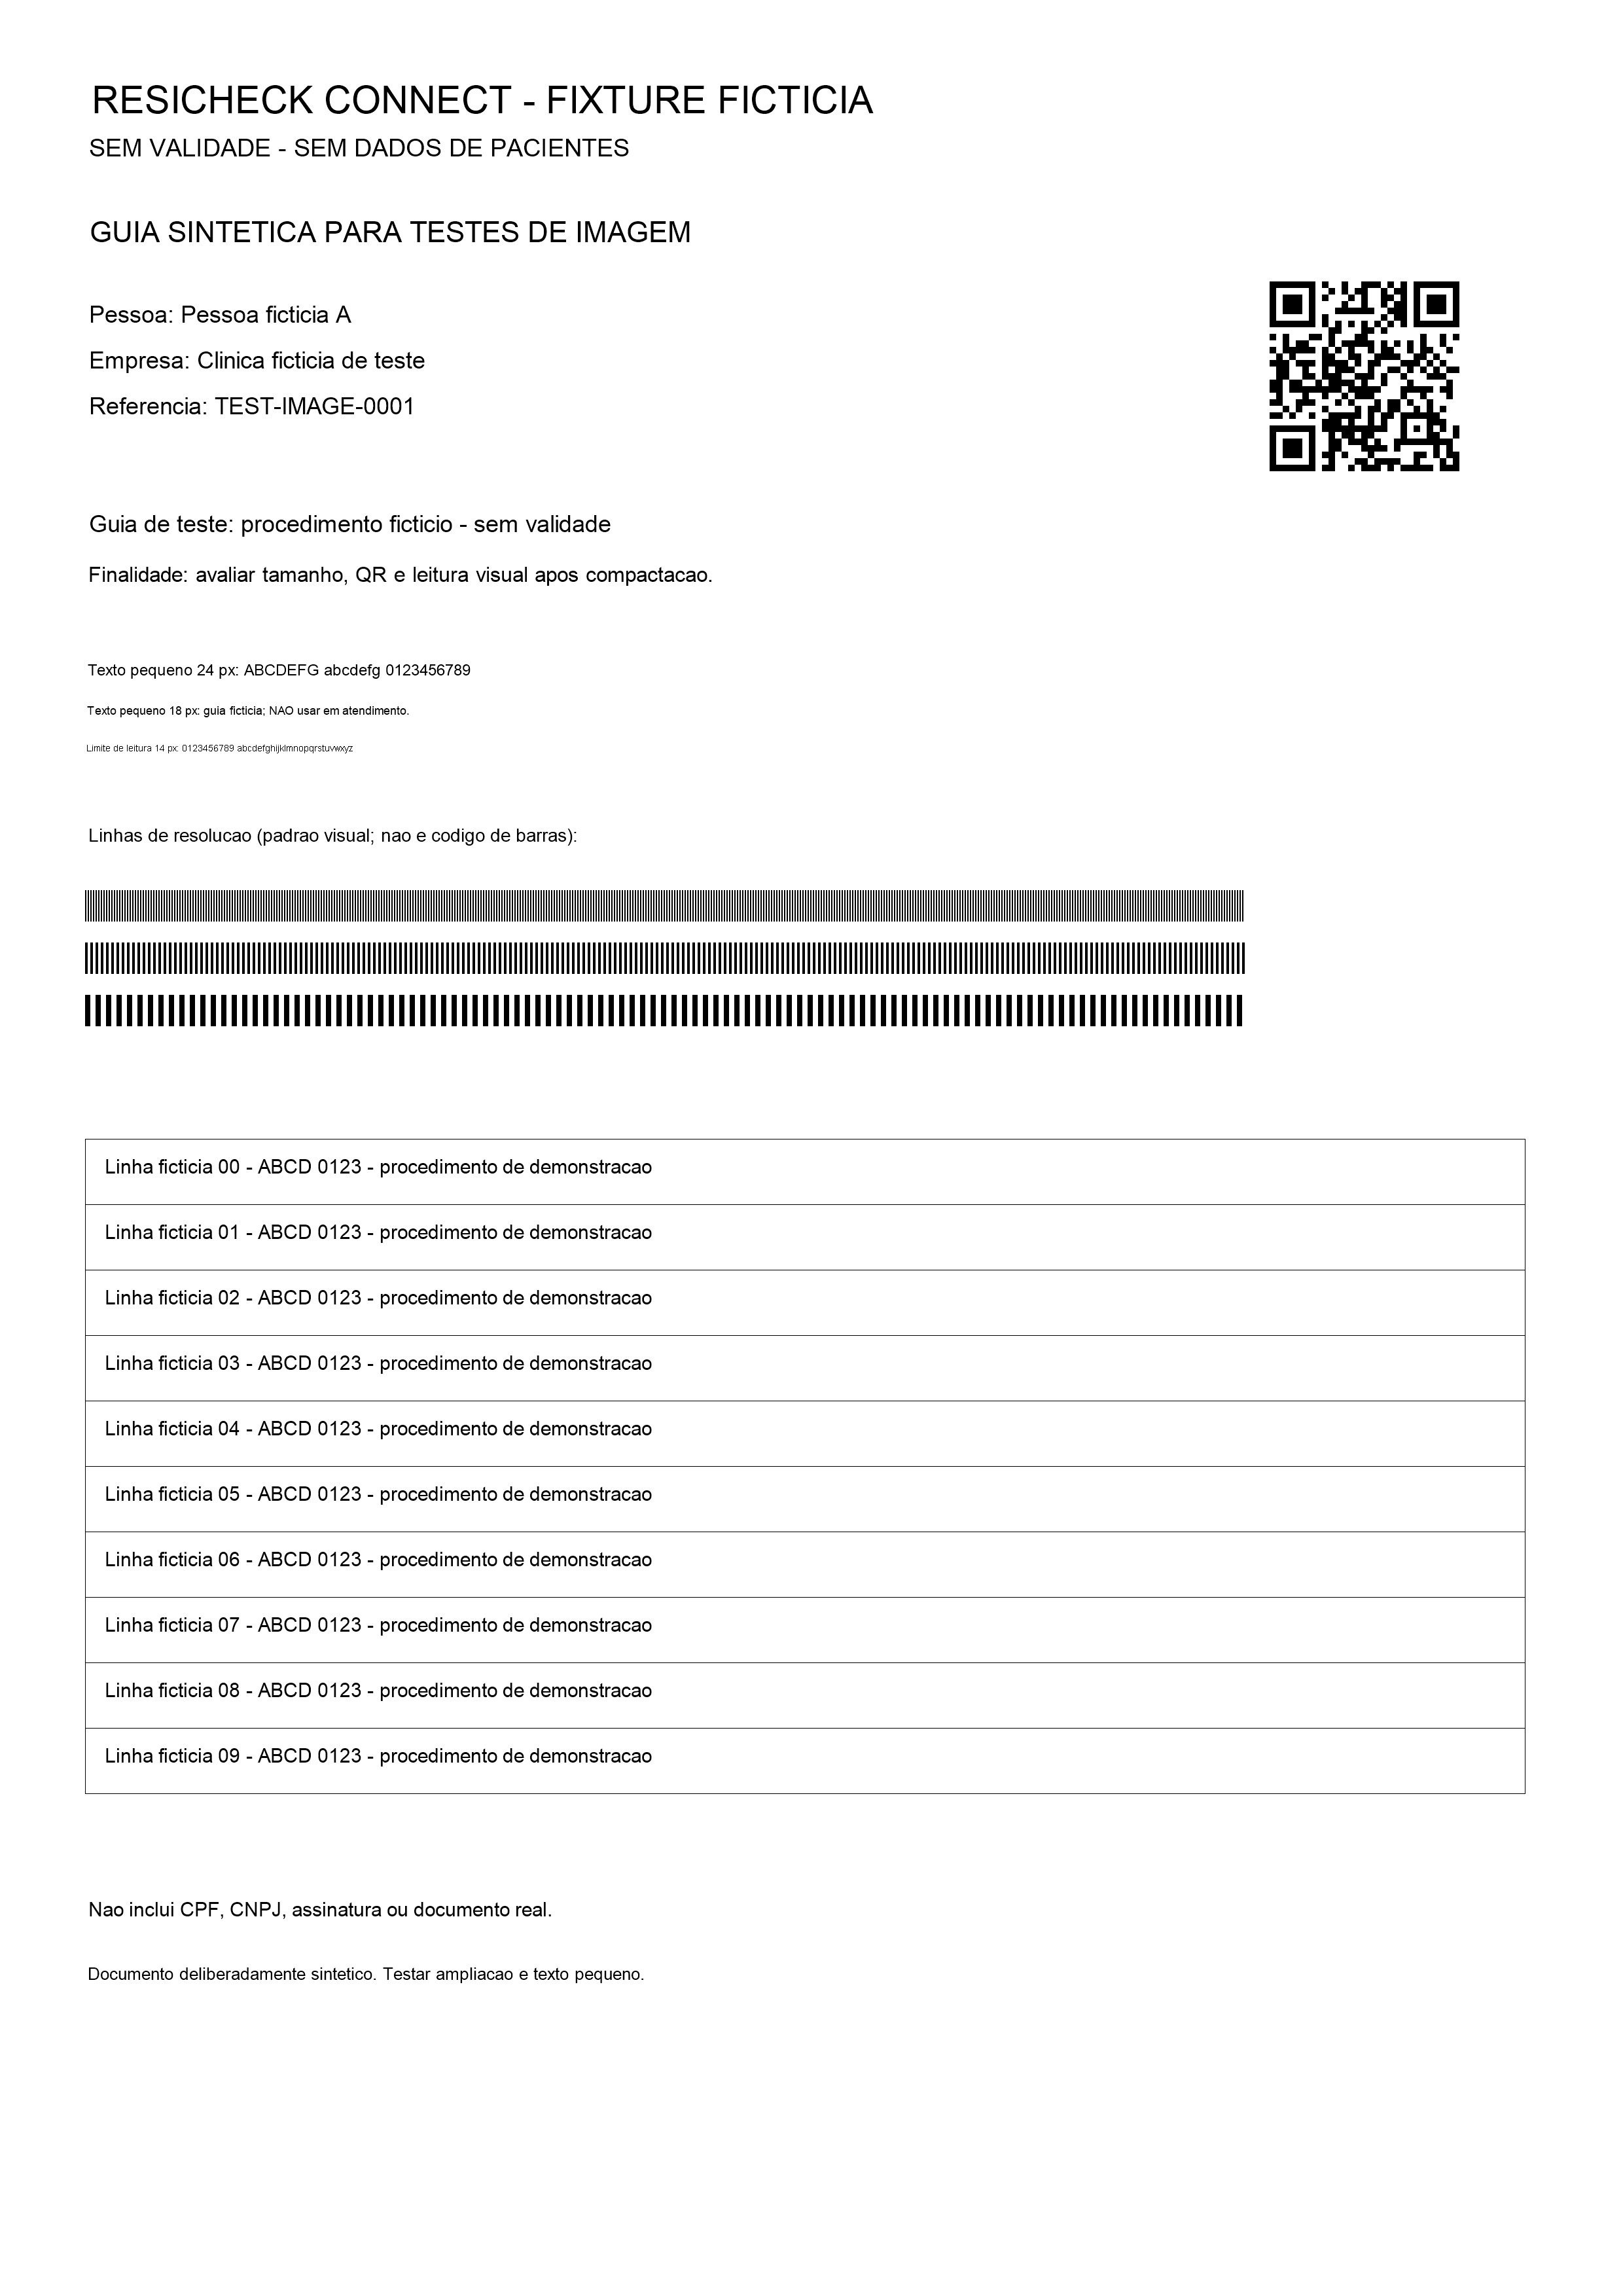 RESICHECK CONNECT - FIXTURE FICTICIA
SEM VALIDADE - SEM DADOS DE PACIENTES
GUIA SINTETICA PARA TESTES DE IMAGEM
Pessoa: Pessoa ficticia A
Empresa: Clinica ficticia de teste
Referencia: TEST-IMAGE-0001
Guia de teste: procedimento ficticio - sem validade
Finalidade: avaliar tamanho, QR e leitura visual apos compactacao.
Texto pequeno 24 px: ABCDEFG abcdefg 0123456789
Texto pequeno 18 px: guia ficticia; NAO usar em atendimento.
Limite de leitura 14 px: 0123456789 abcdefghijklmnopqrstuvwxyz
Linhas de resolucao (padrao visual; nao e codigo de barras):
Linha ficticia 00 - ABCD 0123 - procedimento de demonstracao
Linha ficticia 01 - ABCD 0123 - procedimento de demonstracao
Linha ficticia 02 - ABCD 0123 - procedimento de demonstracao
Linha ficticia 03 - ABCD 0123 - procedimento de demonstracao
Linha ficticia 04 - ABCD 0123 - procedimento de demonstracao
Linha ficticia 05 - ABCD 0123 - procedimento de demonstracao
Linha ficticia 06 - ABCD 0123 - procedimento de demonstracao
Linha ficticia 07 - ABCD 0123 - procedimento de demonstracao
Linha ficticia 08 - ABCD 0123 - procedimento de demonstracao
Linha ficticia 09 - ABCD 0123 - procedimento de demonstracao
Nao inclui CPF, CNPJ, assinatura ou documento real.
Documento deliberadamente sintetico. Testar ampliacao e texto pequeno.